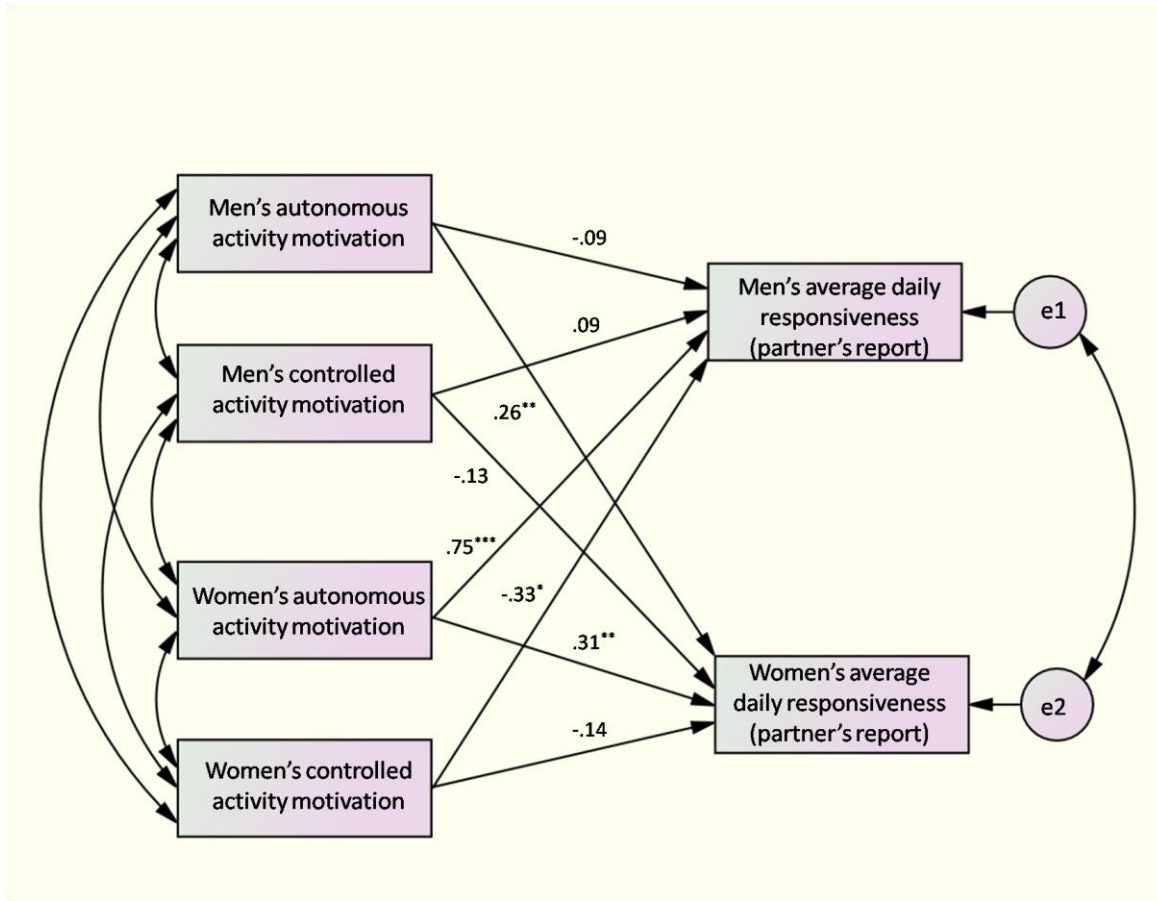 Men’s autonomous
activity motivation
-.09
Men’s average daily
responsiveness
(partner’s report)
e1
.09
Men’s controlled
activity motivation
.26**
-.13
.75***
Women’s autonomous
activity motivation
-.33*
.31**
Women’s average
daily responsiveness
(partner’s report)
e2
-.14
Women’s controlled
activity motivation